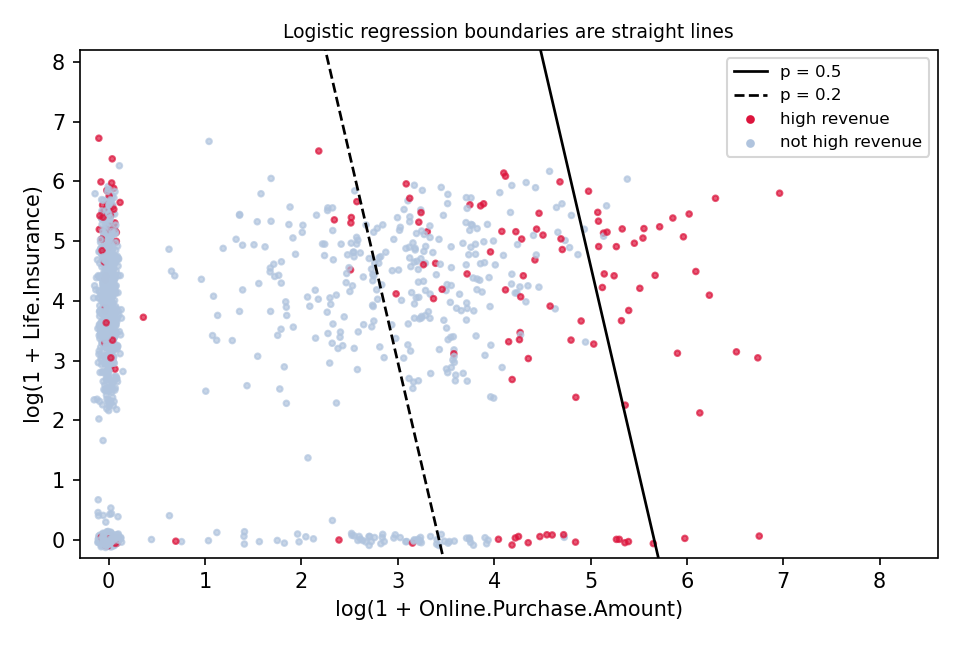 Logistic regression boundaries are straight lines
p = 0.5
p = 0.2
high revenue
not high revenue
log(1 + Life.Insurance)
8
7
6
5
4
3
2
1
0
0 1 2 3 4 5 6 7 8
log(1 + Online.Purchase.Amount)